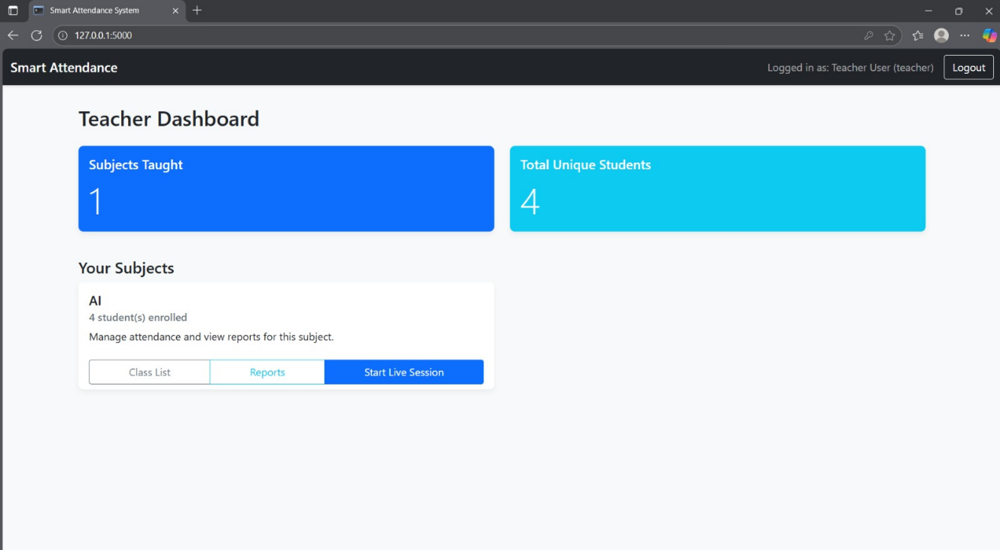 Smart Attendance System
127.0.0.1:5000
Smart Attendance
Logged in as: Teacher User (teacher)
Logout
Teacher Dashboard
Subjects Taught
1
Total Unique Students
4
Your Subjects
AI
4 student(s) enrolled
Manage attendance and view reports for this subject.
Class List
Reports
Start Live Session